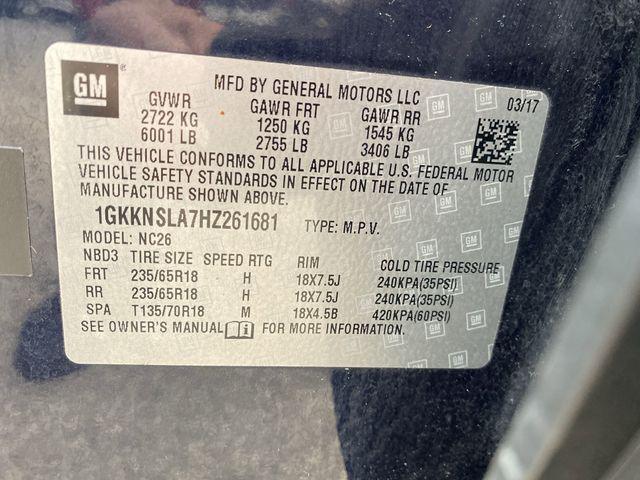 GM
MFD BY GENERAL MOTORS LLC 03/17
GVWR GAWR FRT GAWR RR
2722 KG 1250 KG 1545 KG
6001 LB 2755 LB 3406 LB
THIS VEHICLE CONFORMS TO ALL APPLICABLE U.S. FEDERAL MOTOR
VEHICLE SAFETY STANDARDS IN EFFECT ON THE DATE OF
MANUFACTURE SHOWN ABOVE.
1GKKNSLA7HZ261681 TYPE: M.P.V.
MODEL: NC26
NBD3 TIRE SIZE SPEED RTG RIM COLD TIRE PRESSURE
FRT 235/65R18 H 18X7.5J 240KPA(35PSI)
RR 235/65R18 H 18X7.5J 240KPA(35PSI)
SPA T135/70R18 M 18X4.5B 420KPA(60PSI)
SEE OWNER'S MANUAL FOR MORE INFORMATION.